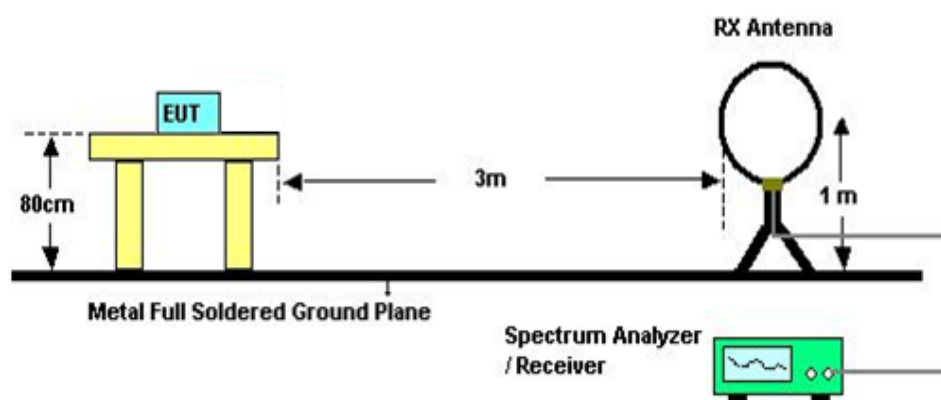 RX Antenna
EUT
80cm
3m
1 m
Metal Full Soldered Ground Plane
Spectrum Analyzer
/ Receiver